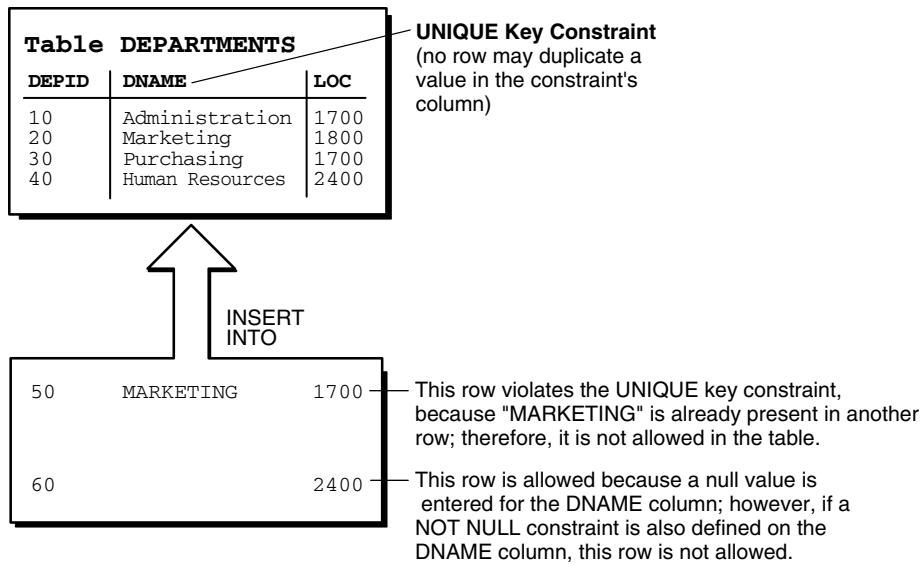 Table DEPARTMENTS
DEPID DNAME LOC
10 Administration 1700
20 Marketing 1800
30 Purchasing 1700
40 Human Resources 2400
UNIQUE Key Constraint
(no row may duplicate a
value in the constraint's
column)
INSERT
INTO
50 MARKETING 1700
This row violates the UNIQUE key constraint,
because "MARKETING" is already present in another
row; therefore, it is not allowed in the table.
60 2400
This row is allowed because a null value is
entered for the DNAME column; however, if a
NOT NULL constraint is also defined on the
DNAME column, this row is not allowed.